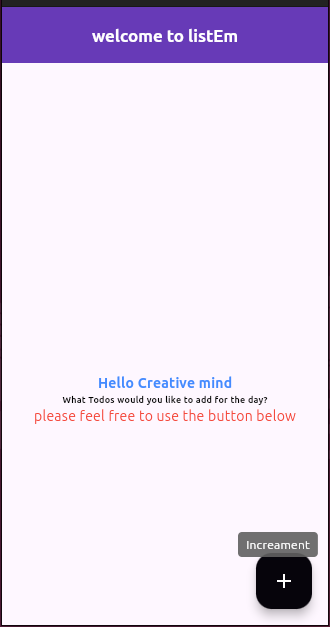 welcome to listEm
Hello Creative mind
What Todos would you like to add for the day?
please feel free to use the button below
Increament
+